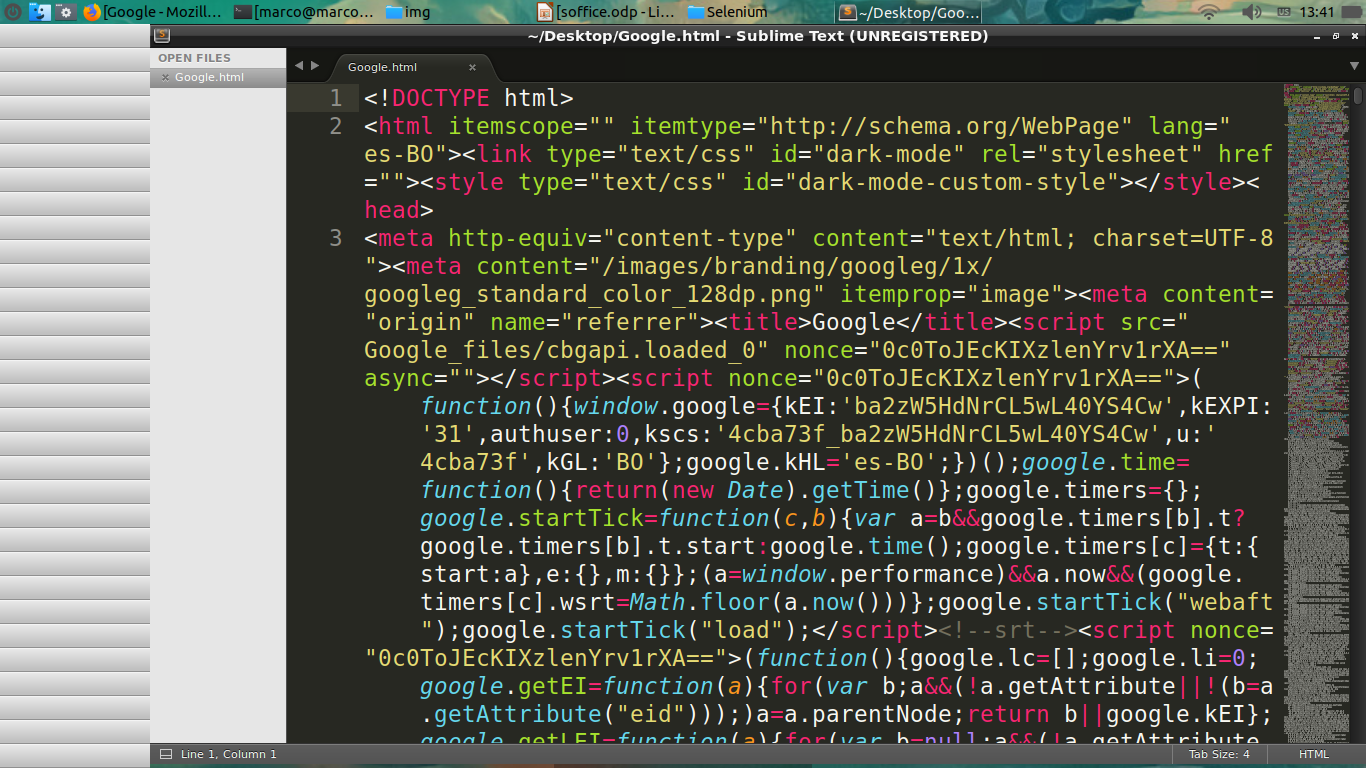 [Google - Mozill...
[marco@marco...
img
[soffice.odp - Li...
Selenium
~/Desktop/Goo...
us
13:41
~/Desktop/Google.html - Sublime Text (UNREGISTERED)
OPEN FILES
Google.html
Google.html
1 <!DOCTYPE html>
2 <html itemscope="" itemtype="http://schema.org/WebPage" lang="
es-BO"><link type="text/css" id="dark-mode" rel="stylesheet" href
=""><style type="text/css" id="dark-mode-custom-style"></style><
head>
3 <meta http-equiv="content-type" content="text/html; charset=UTF-8
"><meta content="/images/branding/googleg/1x/
googleg_standard_color_128dp.png" itemprop="image"><meta content=
"origin" name="referrer"><title>Google</title><script src="
Google_files/cbgapi.loaded_0" nonce="0c0ToJEcKIXzlenYrv1rXA=="
async=""></script><script nonce="0c0ToJEcKIXzlenYrv1rXA==">(
function(){window.google={kEI:'ba2zW5HdNrCL5wL40YS4Cw',kEXPI:
'31',authuser:0,kscs:'4cba73f_ba2zW5HdNrCL5wL40YS4Cw',u:'
4cba73f',kGL:'BO'};google.kHL='es-BO';})();google.time=
function(){return(new Date).getTime()};google.timers={};
google.startTick=function(c,b){var a=b&&google.timers[b].t?
google.timers[b].t.start:google.time();google.timers[c]={t:{
start:a},e:{},m:{}};(a=window.performance)&&a.now&&(google.
timers[c].wsrt=Math.floor(a.now()))};google.startTick("webaft
");google.startTick("load");</script><!--srt--><script nonce=
"0c0ToJEcKIXzlenYrv1rXA==">(function(){google.lc=[];google.li=0;
google.getEI=function(a){for(var b;a&&(!a.getAttribute||!(b=a
.getAttribute("eid")));)a=a.parentNode;return b||google.kEI};
google.getLEI=function(a){for(var b=null;a&&(!a.getAttribute
Line 1, Column 1
Tab Size: 4
HTML